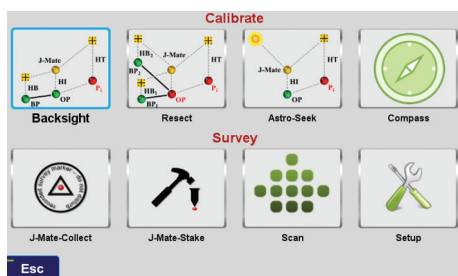 Calibrate
J-Mate HT HB HI BP OP P₁
HB₂ J-Mate HT BP₂ HB₁ BP₁ OP P₁
J-Mate HT HI OP P₁
Backsight Resect Astro-Seek Compass
Survey
J-Mate-Collect J-Mate-Stake Scan Setup
Esc